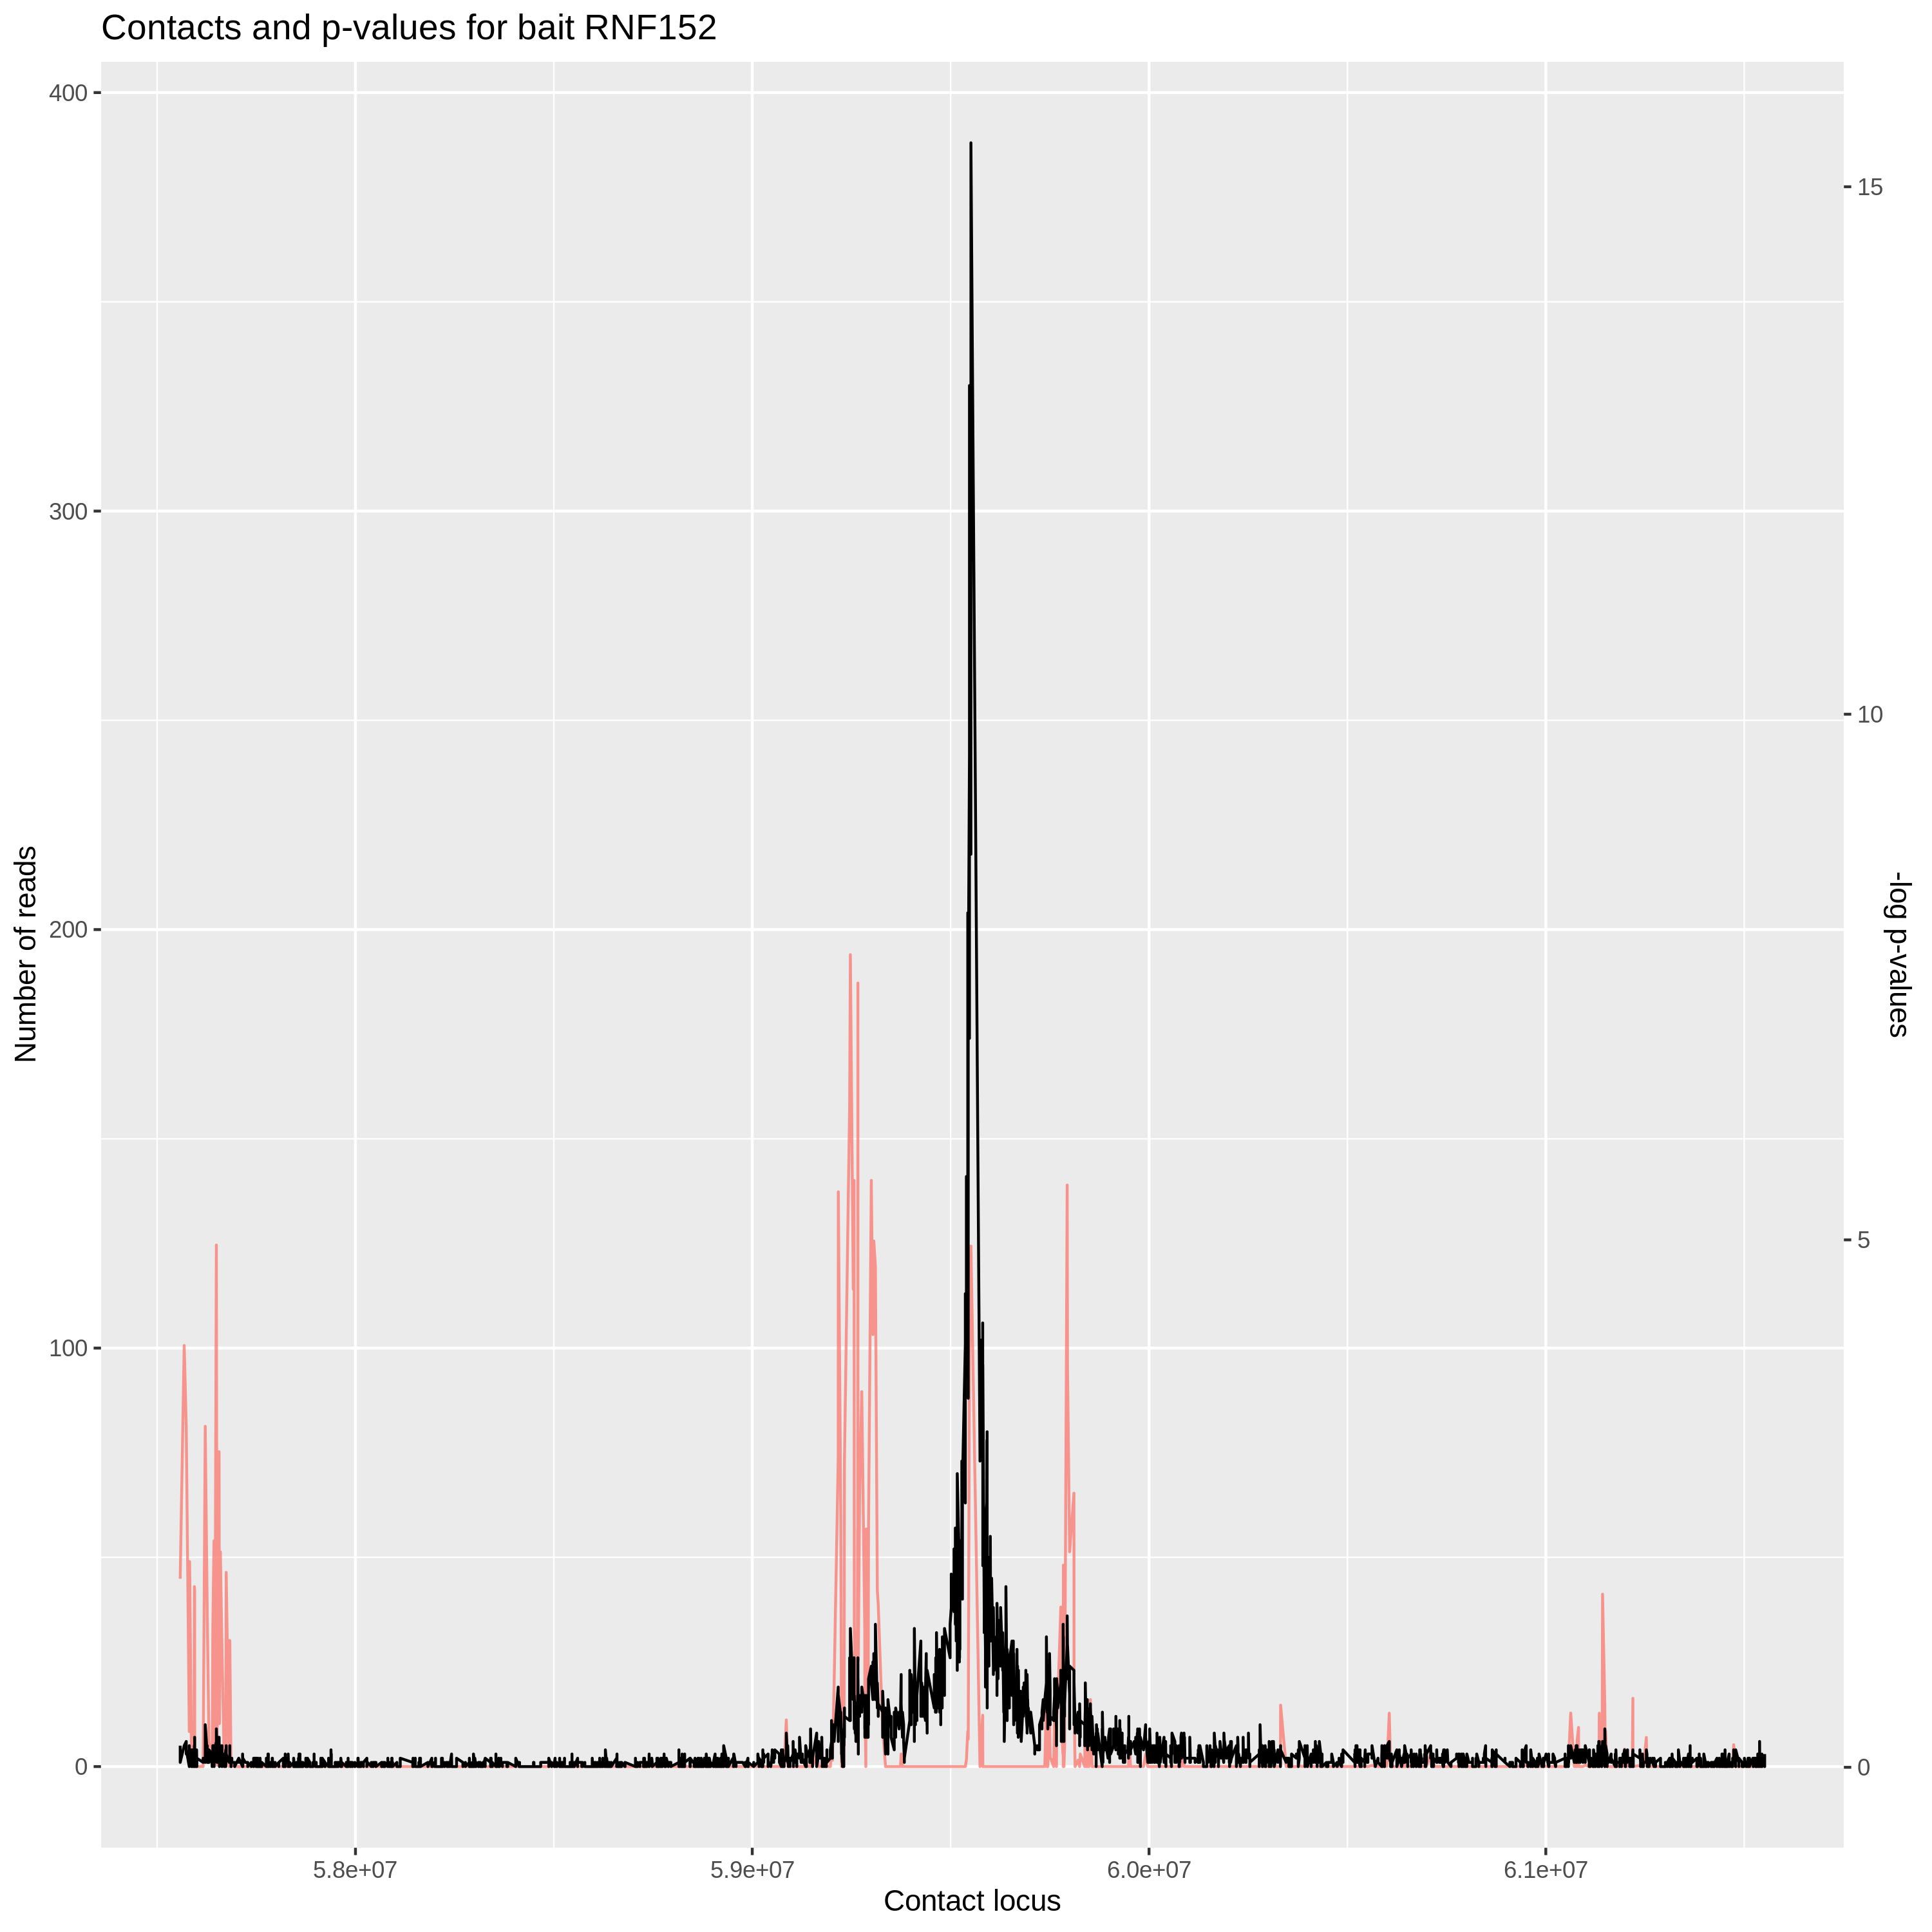 Contacts and p-values for bait RNF152
400
300
200
100
0
15
10
5
0
Number of reads
-log p-values
5.8e+07
5.9e+07
6.0e+07
6.1e+07
Contact locus